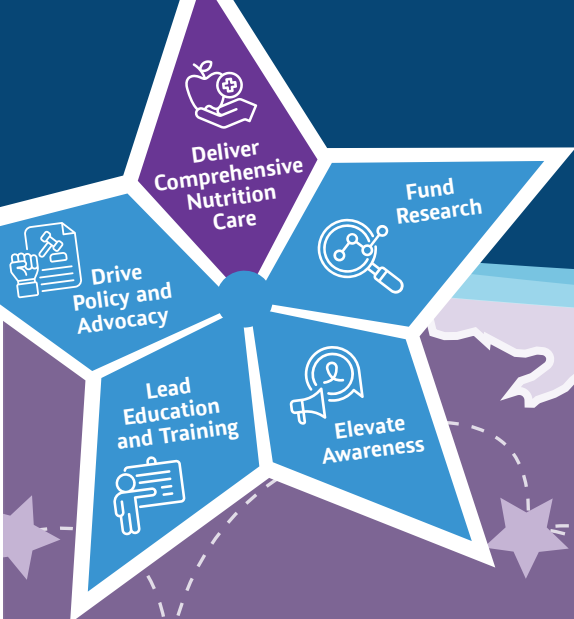 Deliver
Comprehensive
Nutrition
Care
Fund
Research
Drive
Policy and
Advocacy
Lead
Education
and Training
Elevate
Awareness